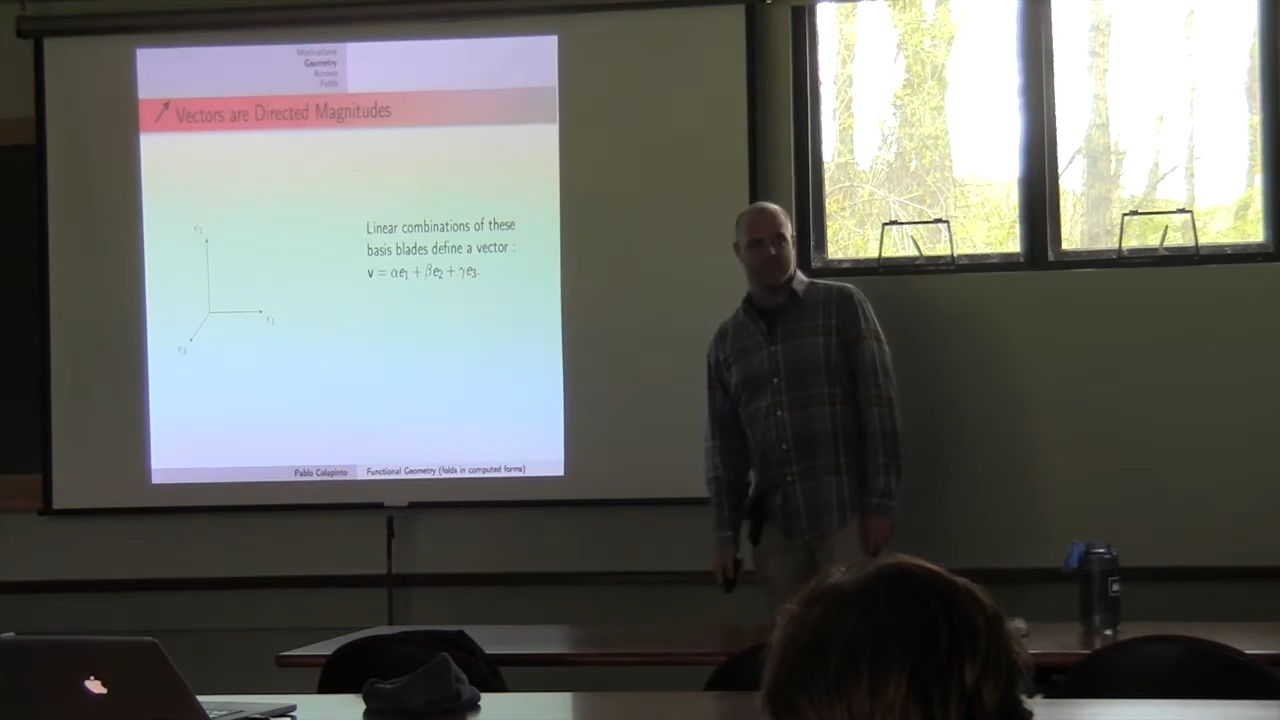 Motivations
Geometry
Arrows
Folds
Vectors are Directed Magnitudes
e2
Linear combinations of these
basis blades define a vector :
v = αe1 + βe2 + γe3.
e1
e3
Pablo Colapinto
Functional Geometry (folds in computed forms)